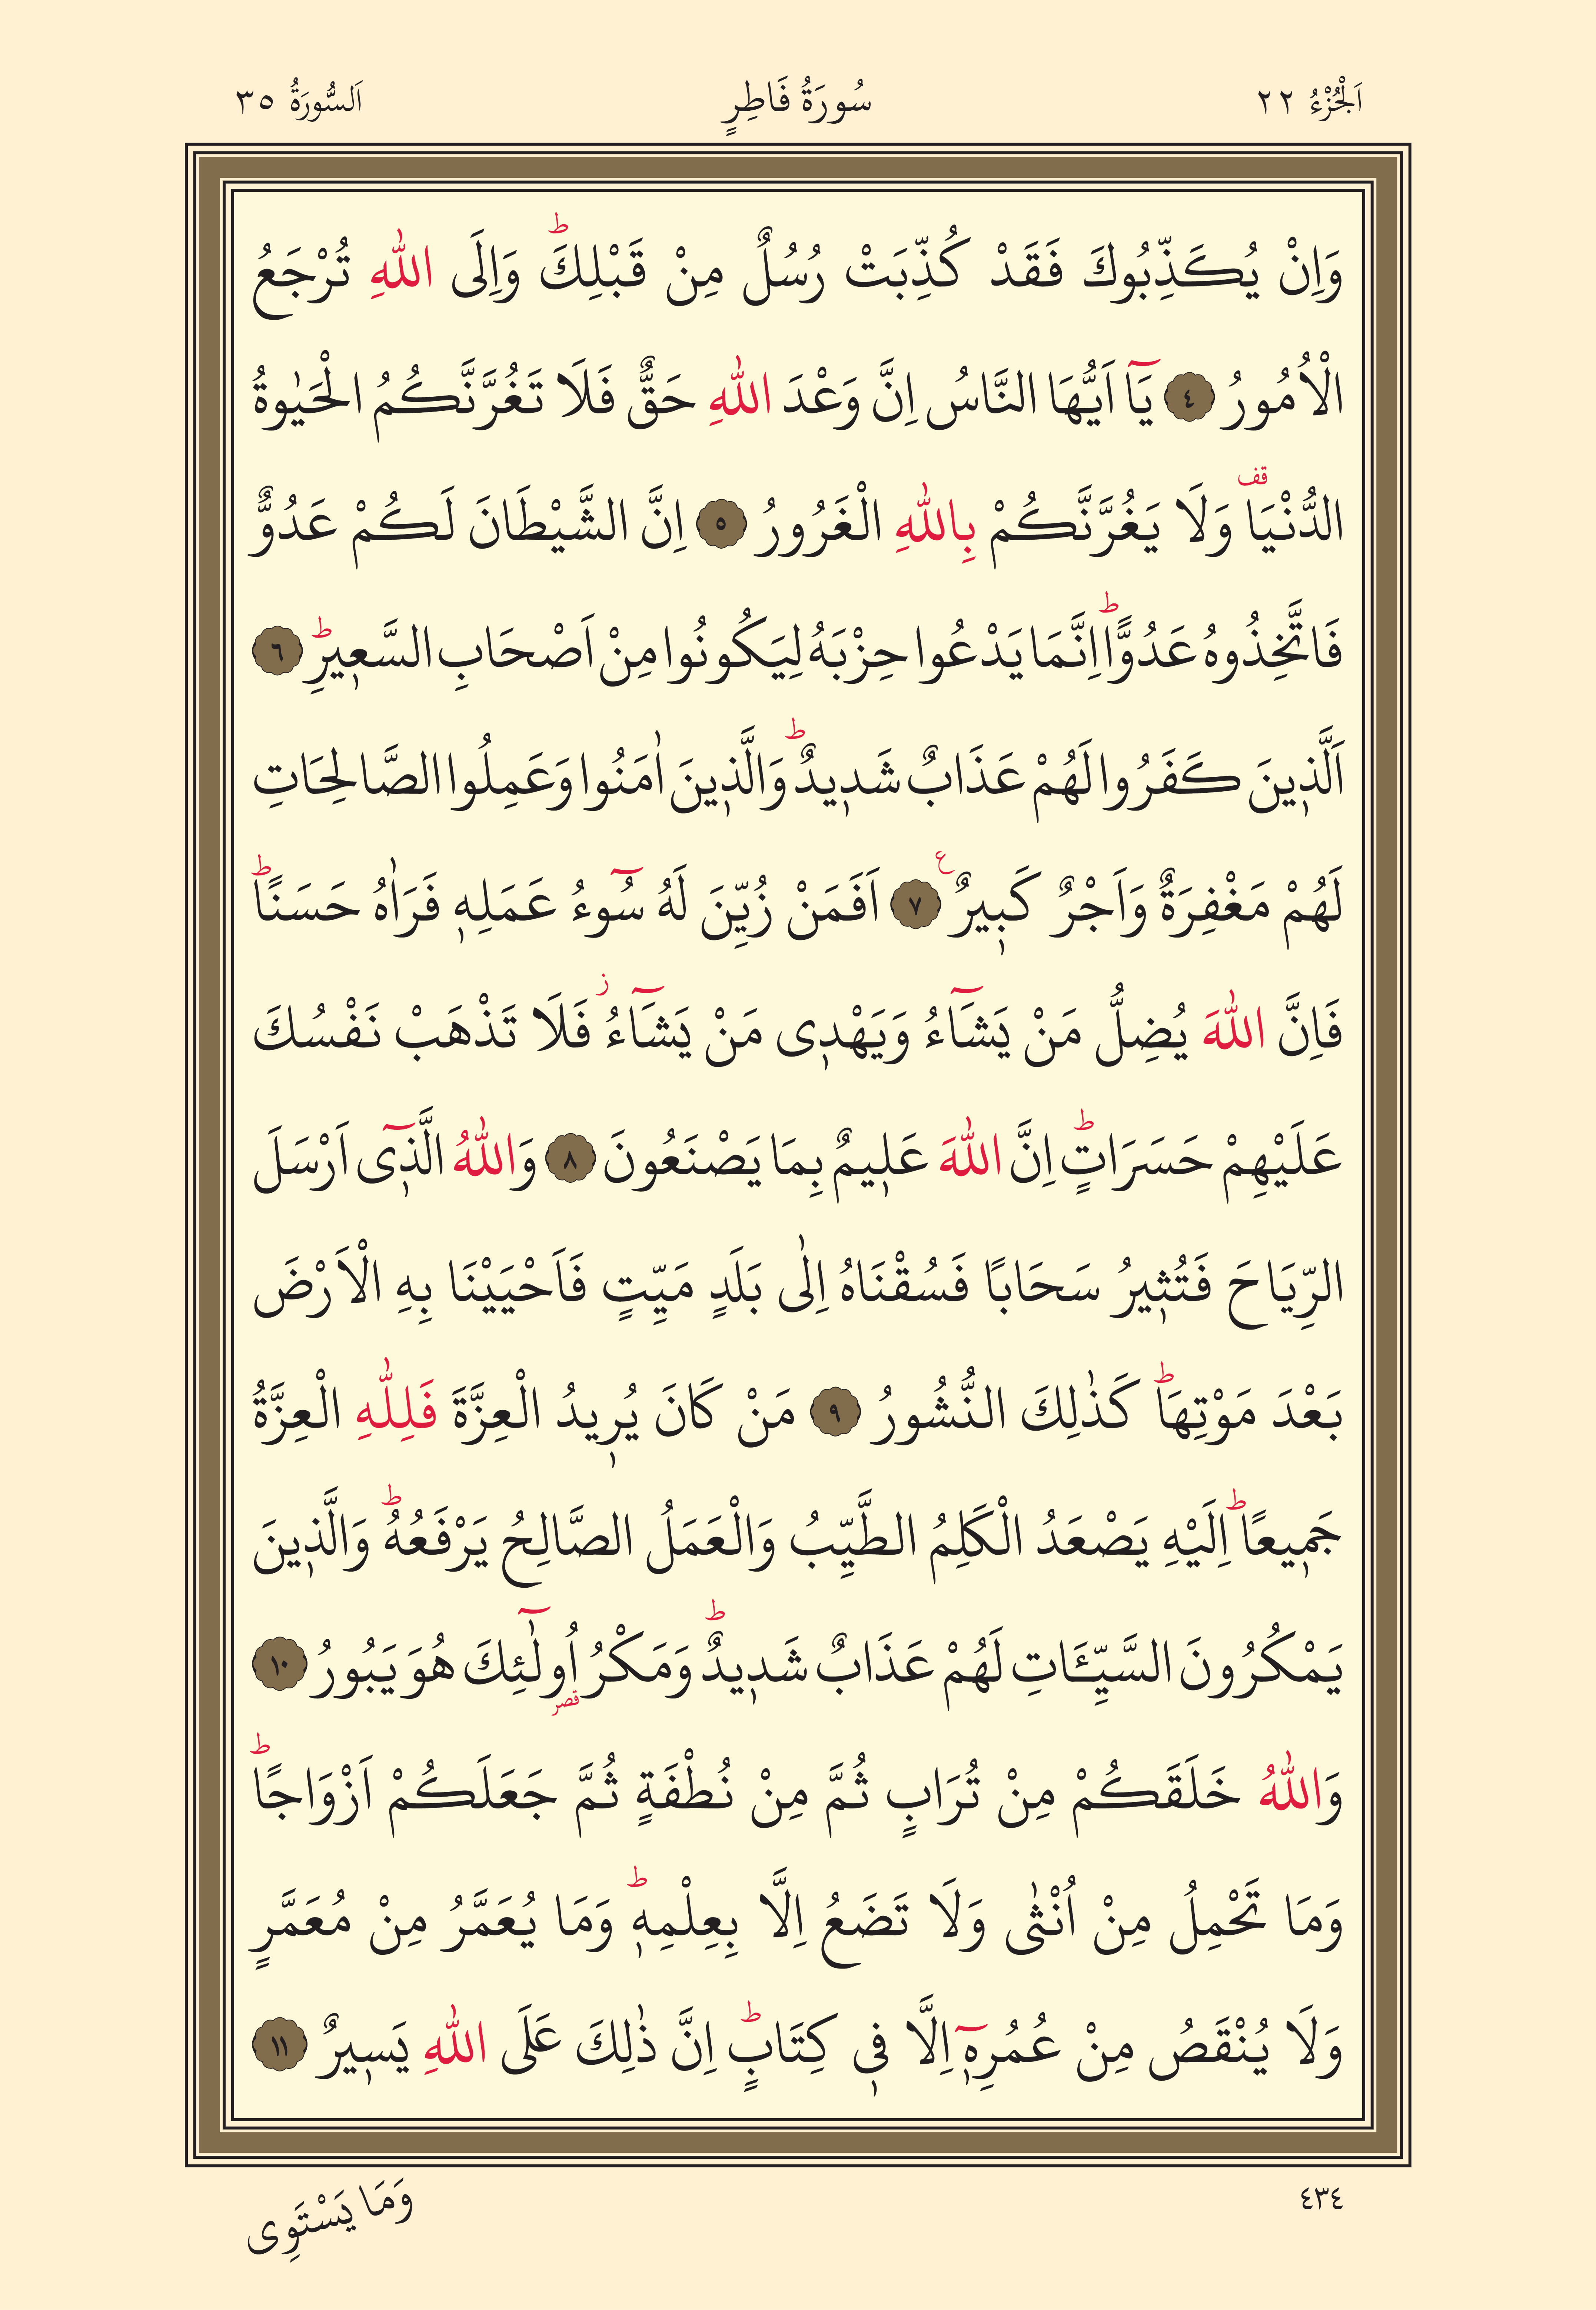 اَلْجُزْءُ ٢٢
سُورَةُ فَاطِرٍ
اَلسُّورَةُ ٣٥
وَاِنْ يُكَذِّبُوكَ فَقَدْ كُذِّبَتْ رُسُلٌ مِنْ قَبْلِكَۜ وَاِلَى اللّٰهِ تُرْجَعُ
الْاُمُورُ ﴿٤﴾ يَٓا اَيُّهَا النَّاسُ اِنَّ وَعْدَ اللّٰهِ حَقٌّ فَلَا تَغُرَّنَّكُمُ الْحَيٰوةُ
الدُّنْيَا۠ قف وَلَا يَغُرَّنَّكُمْ بِاللّٰهِ الْغَرُورُ ﴿٥﴾ اِنَّ الشَّيْطَانَ لَكُمْ عَدُوٌّ
فَاتَّخِذُوهُ عَدُوًّا ط اِنَّمَا يَدْعُوا حِزْبَهُ لِيَكُونُوا مِنْ اَصْحَابِ السَّعٖيرِ ط ﴿٦﴾
اَلَّذٖينَ كَفَرُوا لَهُمْ عَذَابٌ شَدٖيدٌ ط وَالَّذٖينَ اٰمَنُوا وَعَمِلُوا الصَّالِحَاتِ
لَهُمْ مَغْفِرَةٌ وَاَجْرٌ كَبٖيرٌ ع ﴿٧﴾ اَفَمَنْ زُيِّنَ لَهُ سُٓوءُ عَمَلِهٖ فَرَاٰهُ حَسَنًا ط
فَاِنَّ اللّٰهَ يُضِلُّ مَنْ يَشَٓاءُ وَيَهْدٖى مَنْ يَشَٓاءُ ز فَلَا تَذْهَبْ نَفْسُكَ
عَلَيْهِمْ حَسَرَاتٍ ط اِنَّ اللّٰهَ عَلٖيمٌ بِمَا يَصْنَعُونَ ﴿٨﴾ وَاللّٰهُ الَّذٖٓى اَرْسَلَ
الرِّيَاحَ فَتُثٖيرُ سَحَابًا فَسُقْنَاهُ اِلٰى بَلَدٍ مَيِّتٍ فَاَحْيَيْنَا بِهِ الْاَرْضَ
بَعْدَ مَوْتِهَا ط كَذٰلِكَ النُّشُورُ ﴿٩﴾ مَنْ كَانَ يُرٖيدُ الْعِزَّةَ فَلِلّٰهِ الْعِزَّةُ
جَمٖيعًا ط اِلَيْهِ يَصْعَدُ الْكَلِمُ الطَّيِّبُ وَالْعَمَلُ الصَّالِحُ يَرْفَعُهُ ط وَالَّذٖينَ
يَمْكُرُونَ السَّيِّـَٔاتِ لَهُمْ عَذَابٌ شَدٖيدٌ ط وَمَكْرُ اُولٰٓئِكَ قصر هُوَ يَبُورُ ﴿١٠﴾
وَاللّٰهُ خَلَقَكُمْ مِنْ تُرَابٍ ثُمَّ مِنْ نُطْفَةٍ ثُمَّ جَعَلَكُمْ اَزْوَاجًا ط
وَمَا تَحْمِلُ مِنْ اُنْثٰى وَلَا تَضَعُ اِلَّا بِعِلْمِهٖ ط وَمَا يُعَمَّرُ مِنْ مُعَمَّرٍ
وَلَا يُنْقَصُ مِنْ عُمُرِهٖٓ اِلَّا فٖى كِتَابٍ ط اِنَّ ذٰلِكَ عَلَى اللّٰهِ يَسٖيرٌ ﴿١١﴾
٤٣٤
وَمَا يَسْتَوِى